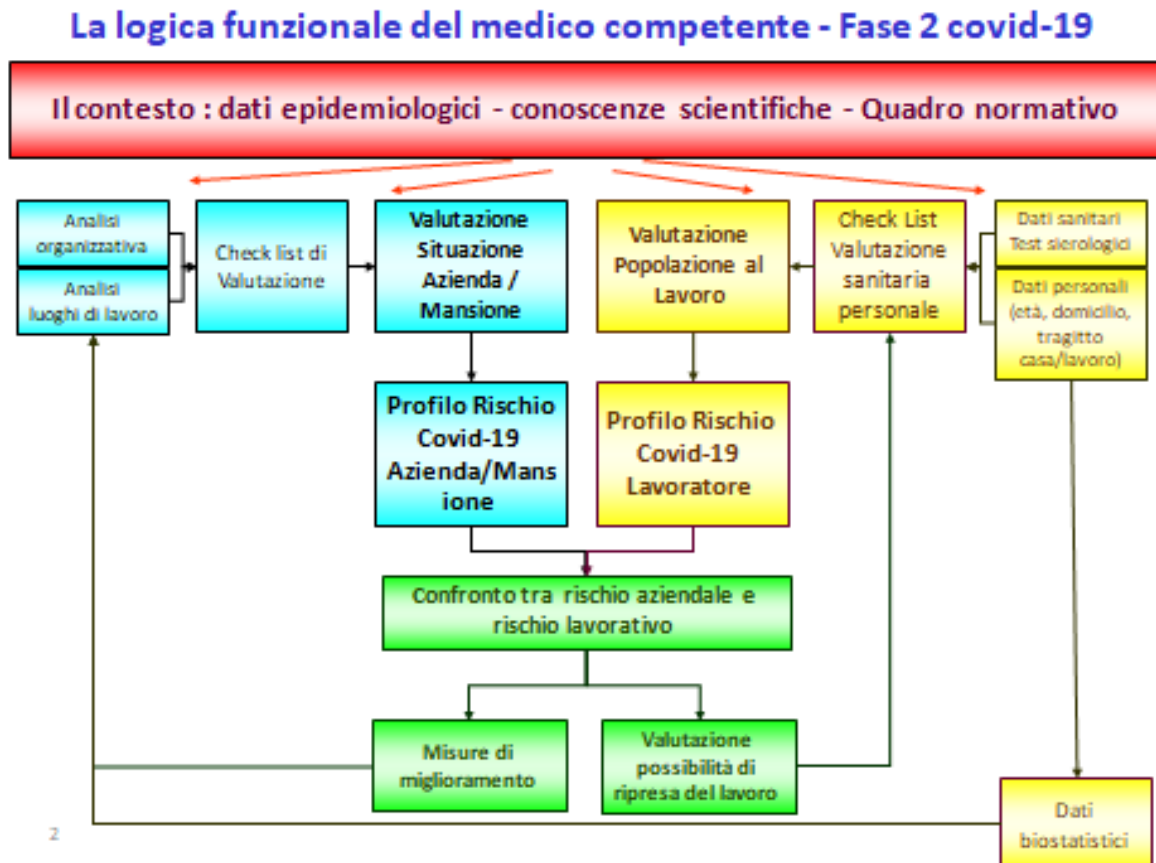 La logica funzionale del medico competente - Fase 2 covid-19
Il contesto : dati epidemiologici - conoscenze scientifiche - Quadro normativo
Analisi
organizzativa
Analisi
luoghi di lavoro
Check list di
Valutazione
Valutazione
Situazione
Azienda /
Mansione
Valutazione
Popolazione al
Lavoro
Check List
Valutazione
sanitaria
personale
Dati sanitari
Test sierologici
Dati personali
(età, domicilio,
tragitto
casa/lavoro)
Profilo Rischio
Covid-19
Azienda/Mans
ione
Profilo Rischio
Covid-19
Lavoratore
Confronto tra rischio aziendale e
rischio lavorativo
Misure di
miglioramento
Valutazione
possibilità di
ripresa del lavoro
Dati
biostatistici
2